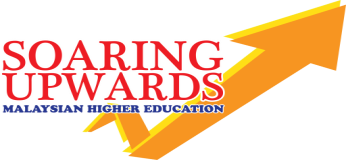 SOARING
UPWARDS
MALAYSIAN HIGHER EDUCATION